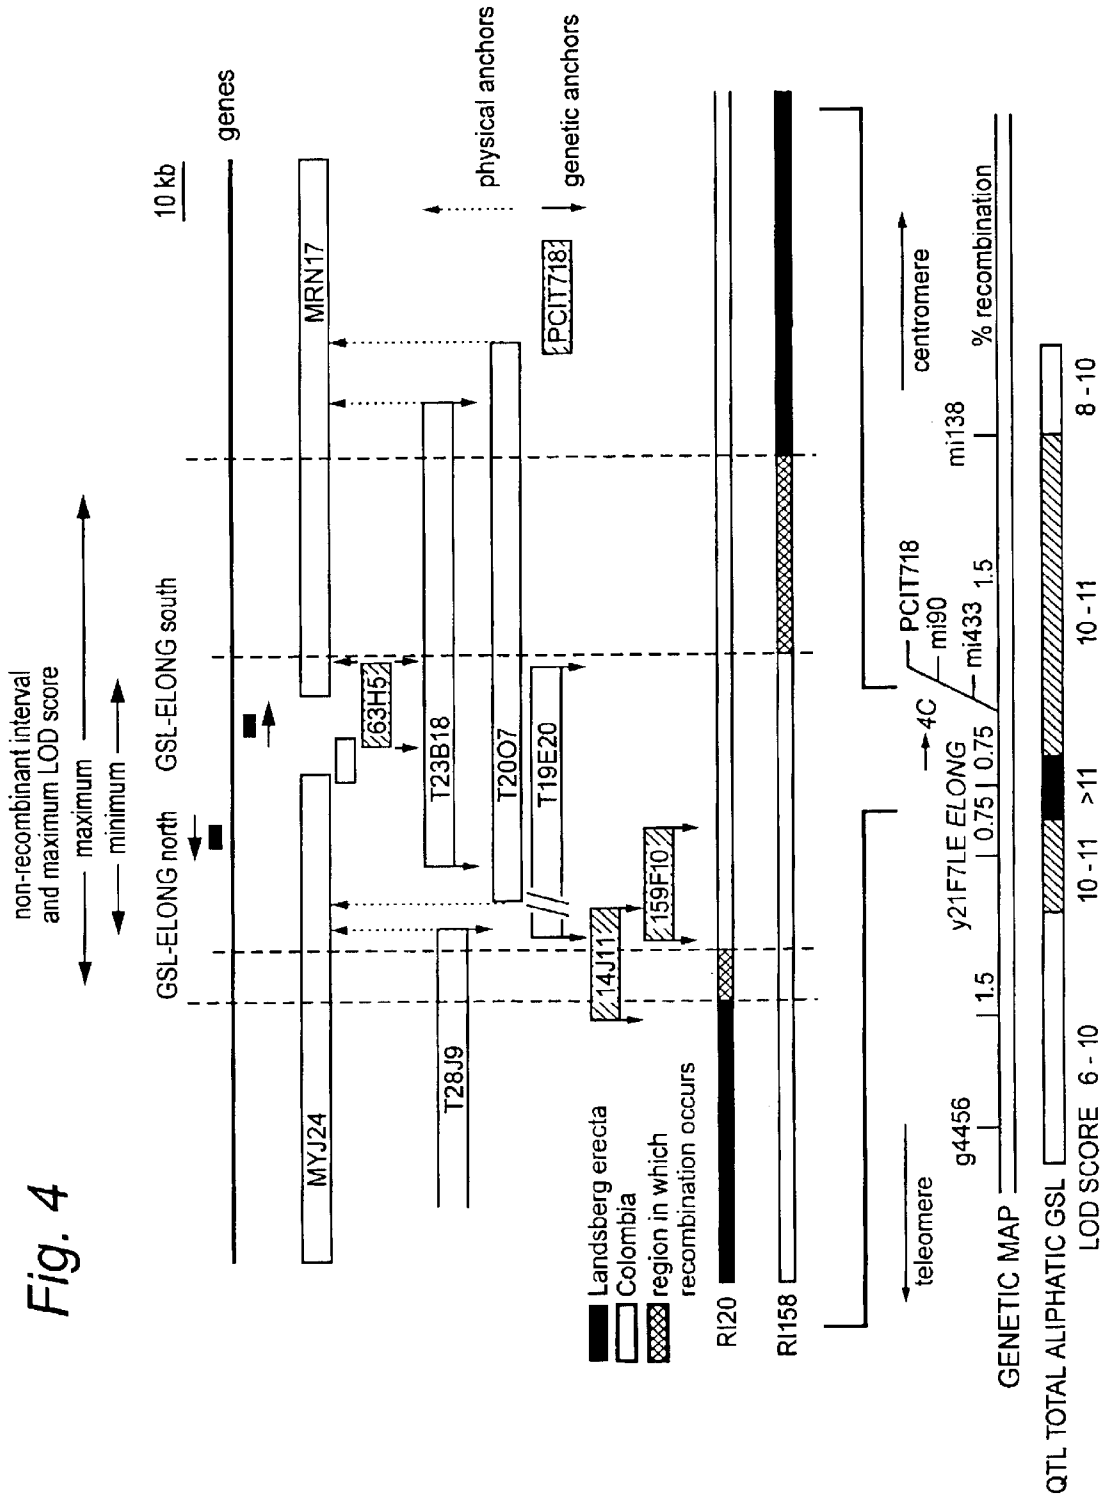 Fig. 4
non-recombinant interval
and maximum LOD score
maximum
minimum
GSL-ELONG north
GSL-ELONG south
10 kb
genes
MYJ24
MRN17
63H5
T28J9
T23B18
T20O7
T19E20
PCIT718
14J11
159F10
physical anchors
genetic anchors
Landsberg erecta
Colombia
region in which
recombination occurs
RI20
RI158
teleomere
centromere
4C
PCIT718
mi90
mi433
g4456
y21F7LE ELONG
mi138
1.5
0.75
0.75
1.5
% recombination
GENETIC MAP
QTL TOTAL ALIPHATIC GSL
LOD SCORE 6 - 10
10 - 11
>11
10 - 11
8 - 10